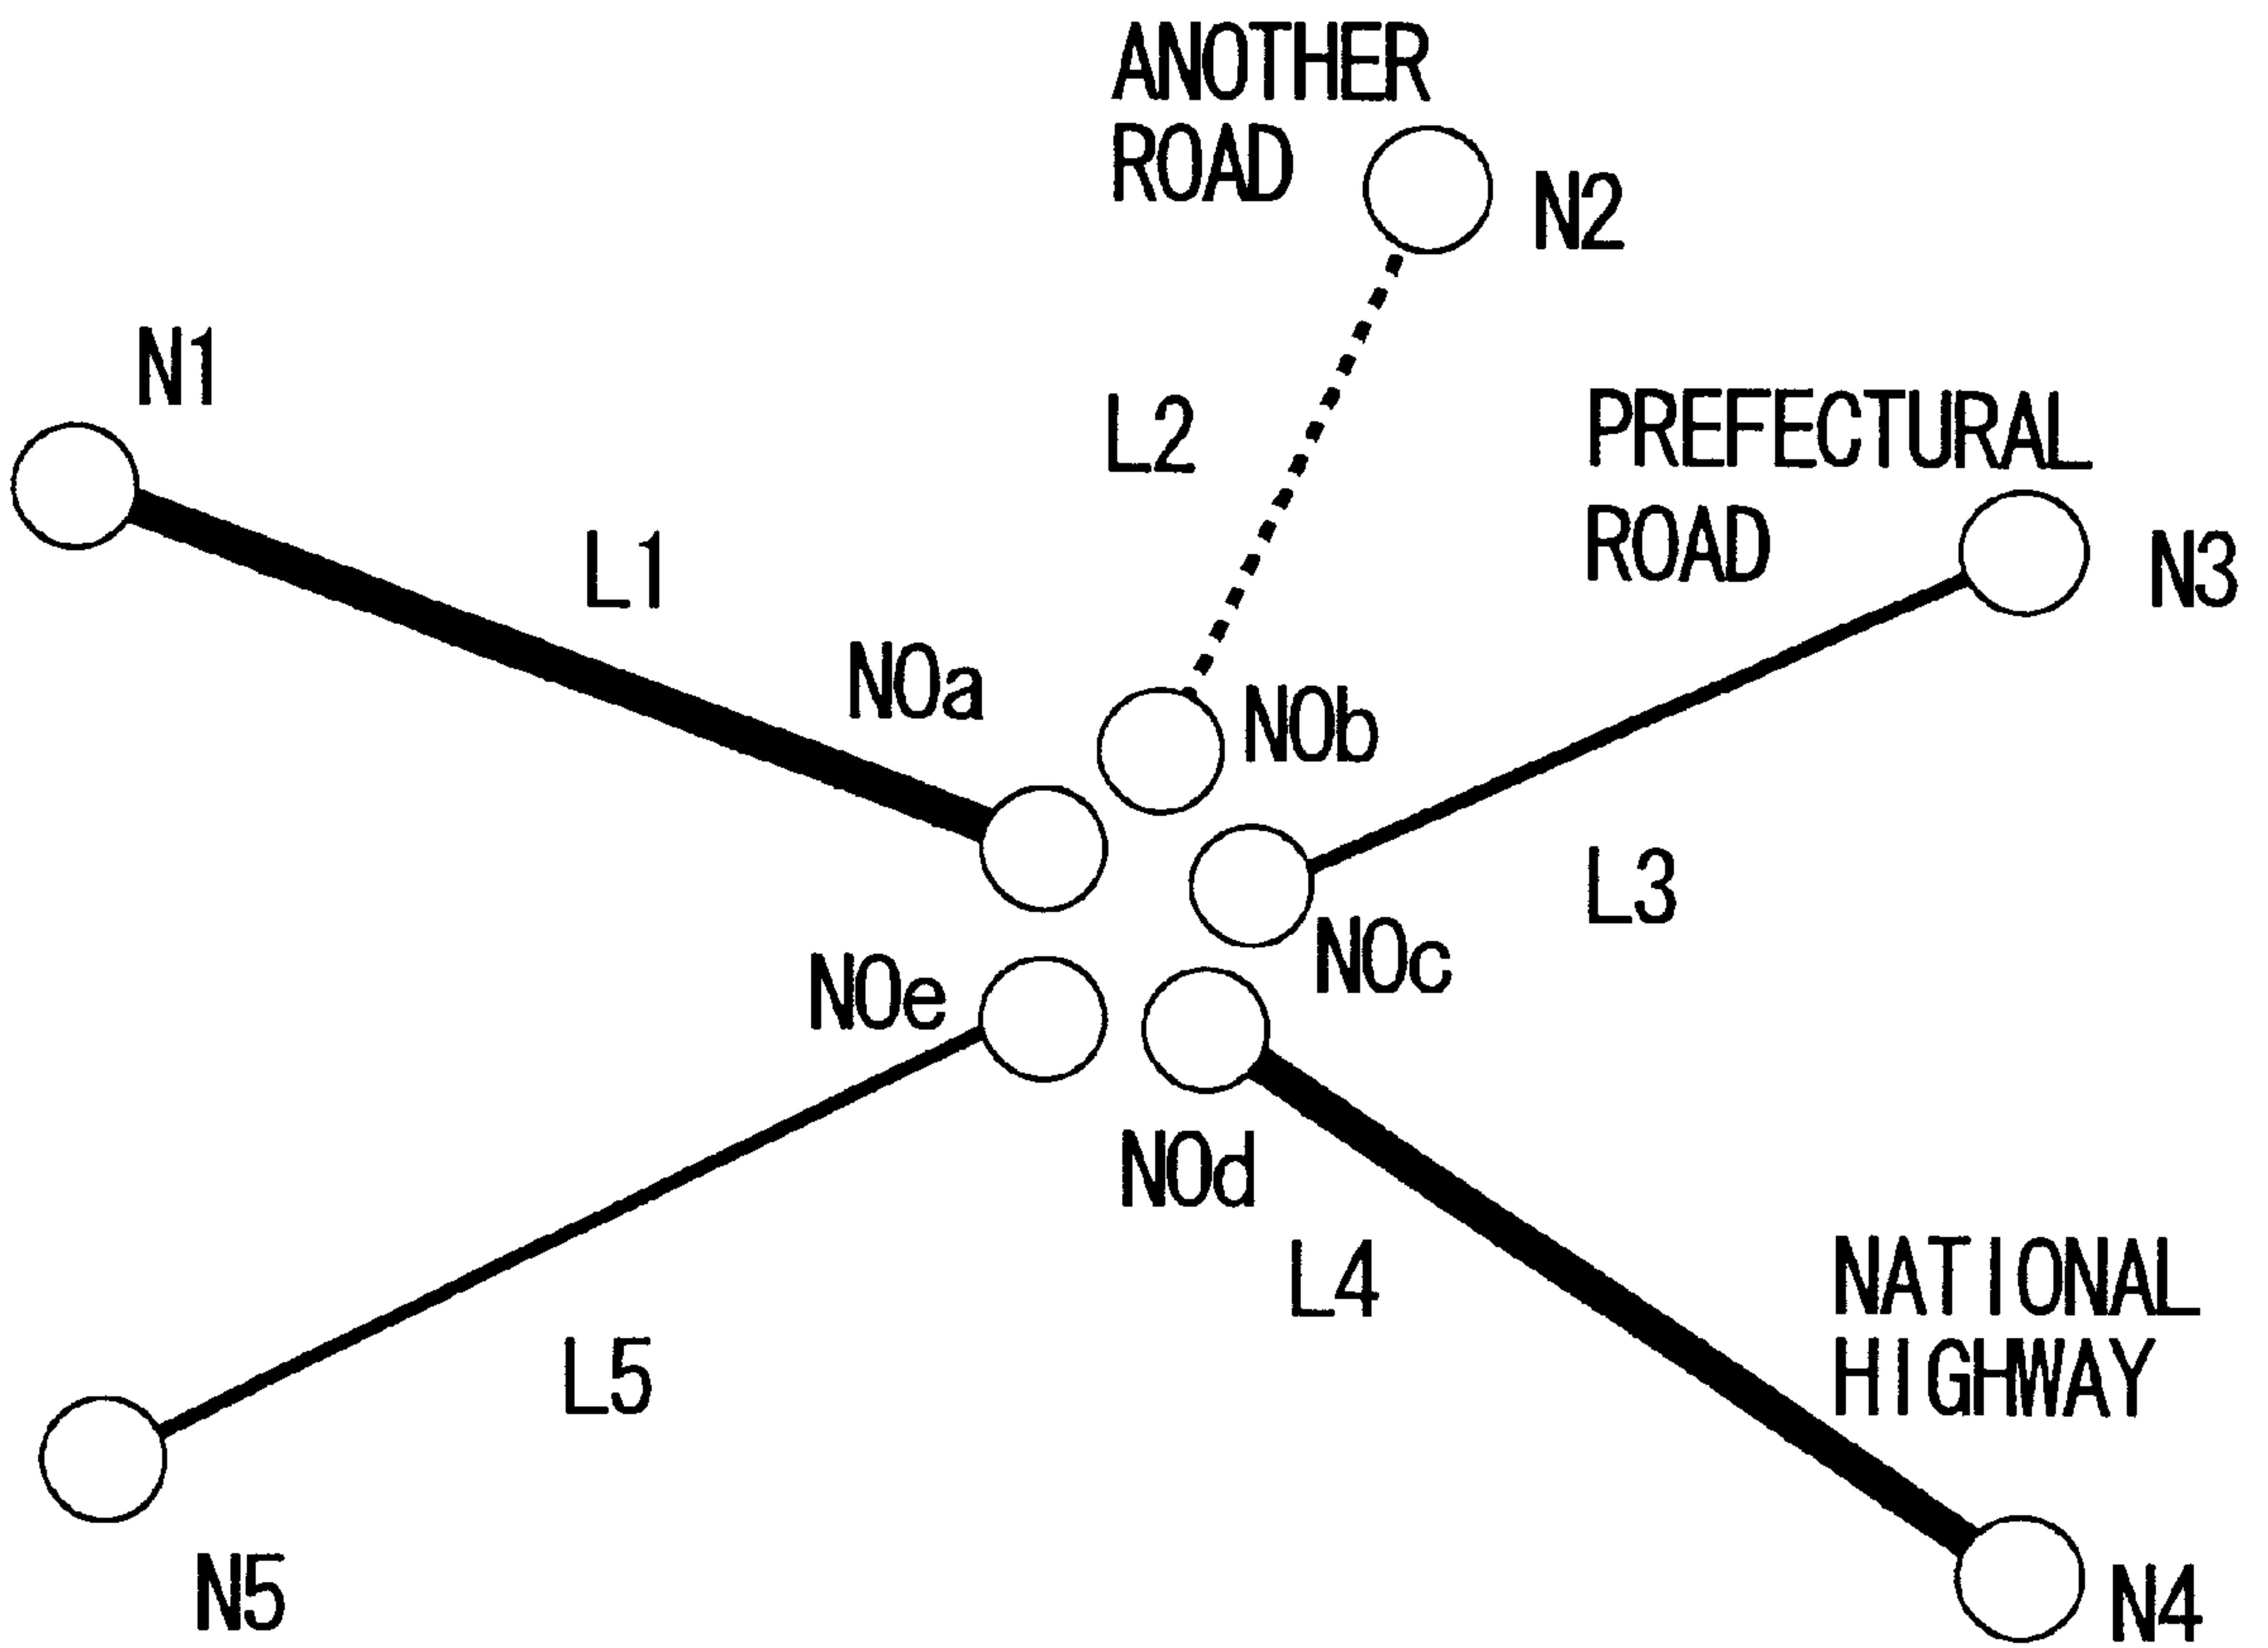 ANOTHER
ROAD
N2
N1
L2
PREFECTURAL
ROAD
N3
L1
N0a
N0b
L3
N0c
N0e
N0d
L4
NATIONAL
HIGHWAY
L5
N5
N4